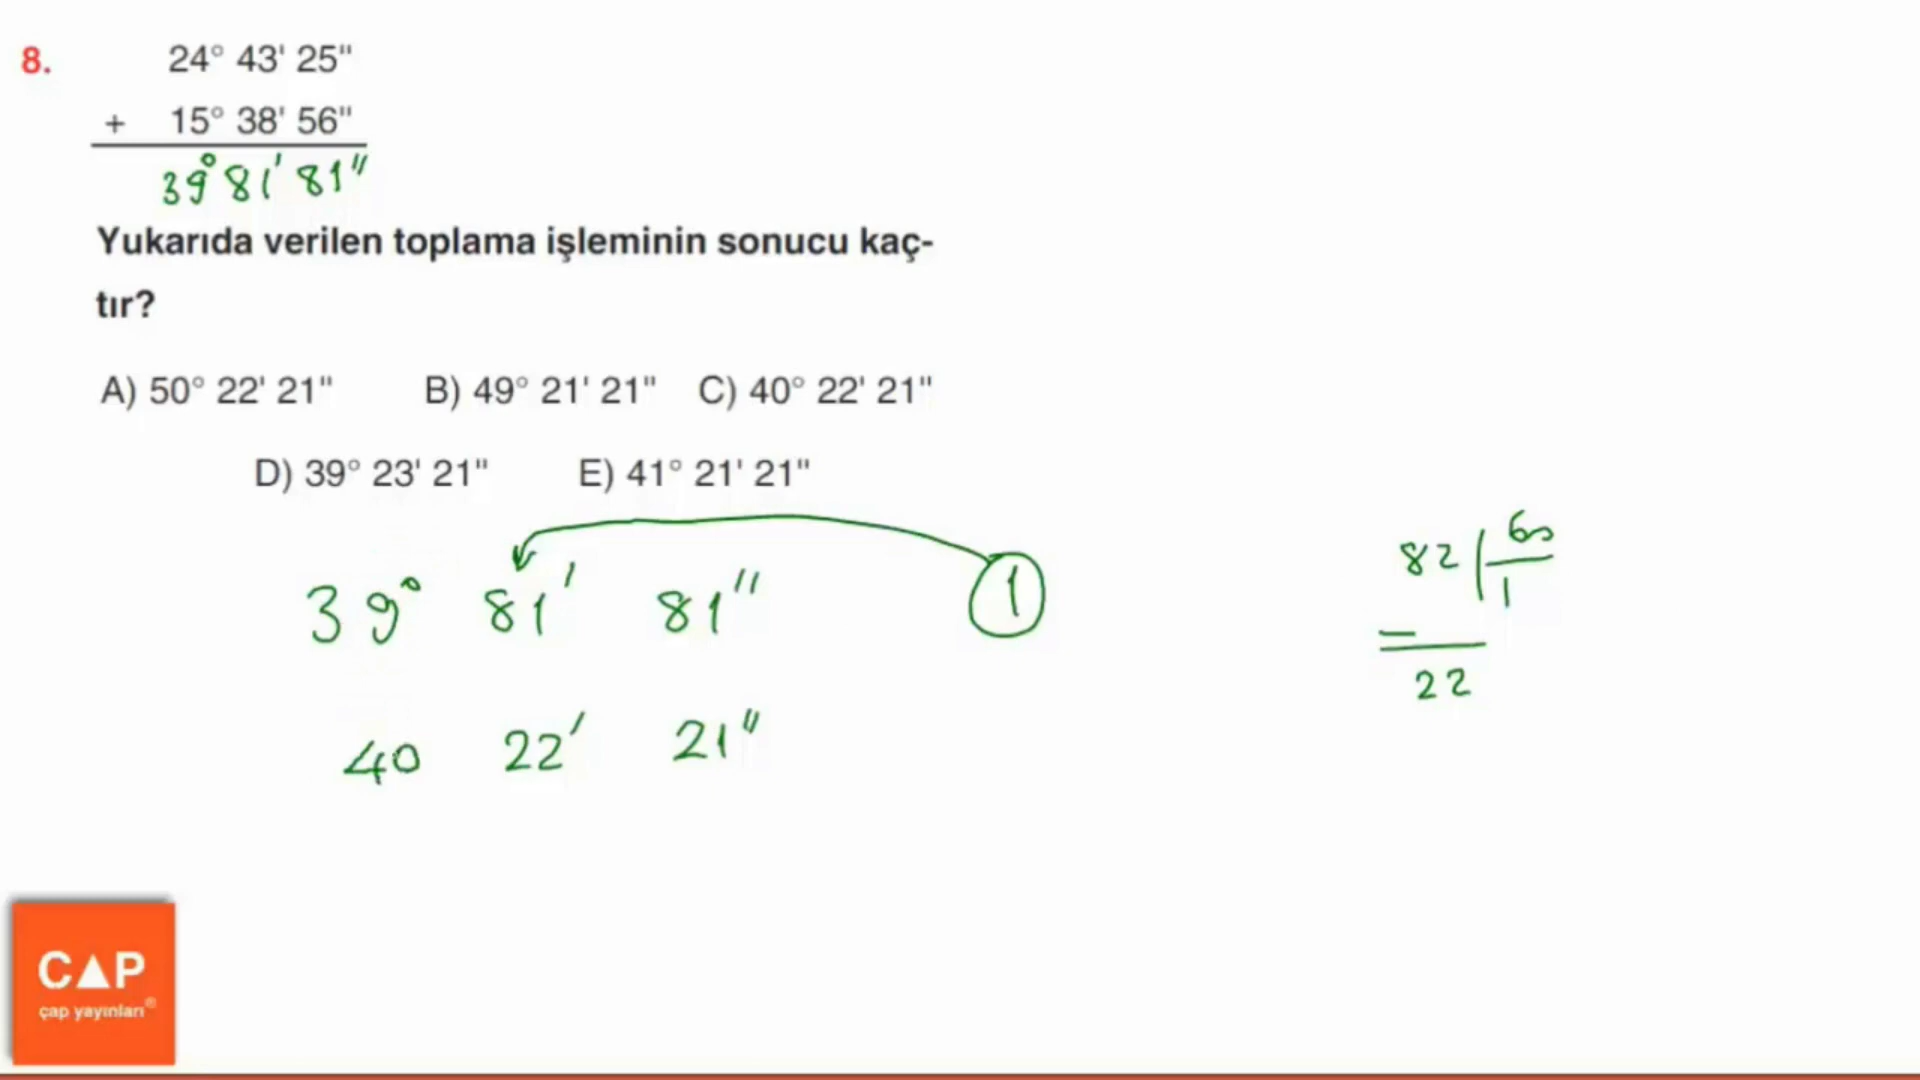 8.
24° 43' 25"
+ 15° 38' 56"
39° 81' 81"
Yukarıda verilen toplama işleminin sonucu kaç-
tır?
A) 50° 22' 21" B) 49° 21' 21" C) 40° 22' 21"
D) 39° 23' 21" E) 41° 21' 21"
39° 81' 81" 1
40 22' 21"
82 60
1
22
CAP
çap yayınları®